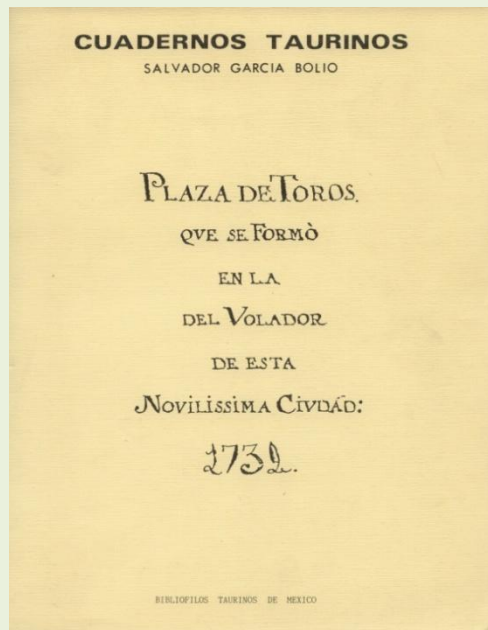 CUADERNOS TAURINOS
SALVADOR GARCIA BOLIO
PLAZA DE TOROS.
QVE SE FORMÒ
EN LA
DEL VOLADOR
DE ESTA
NOVILISSIMA CIVDÁD:
1732.
BIBLIOFILOS TAURINOS DE MEXICO